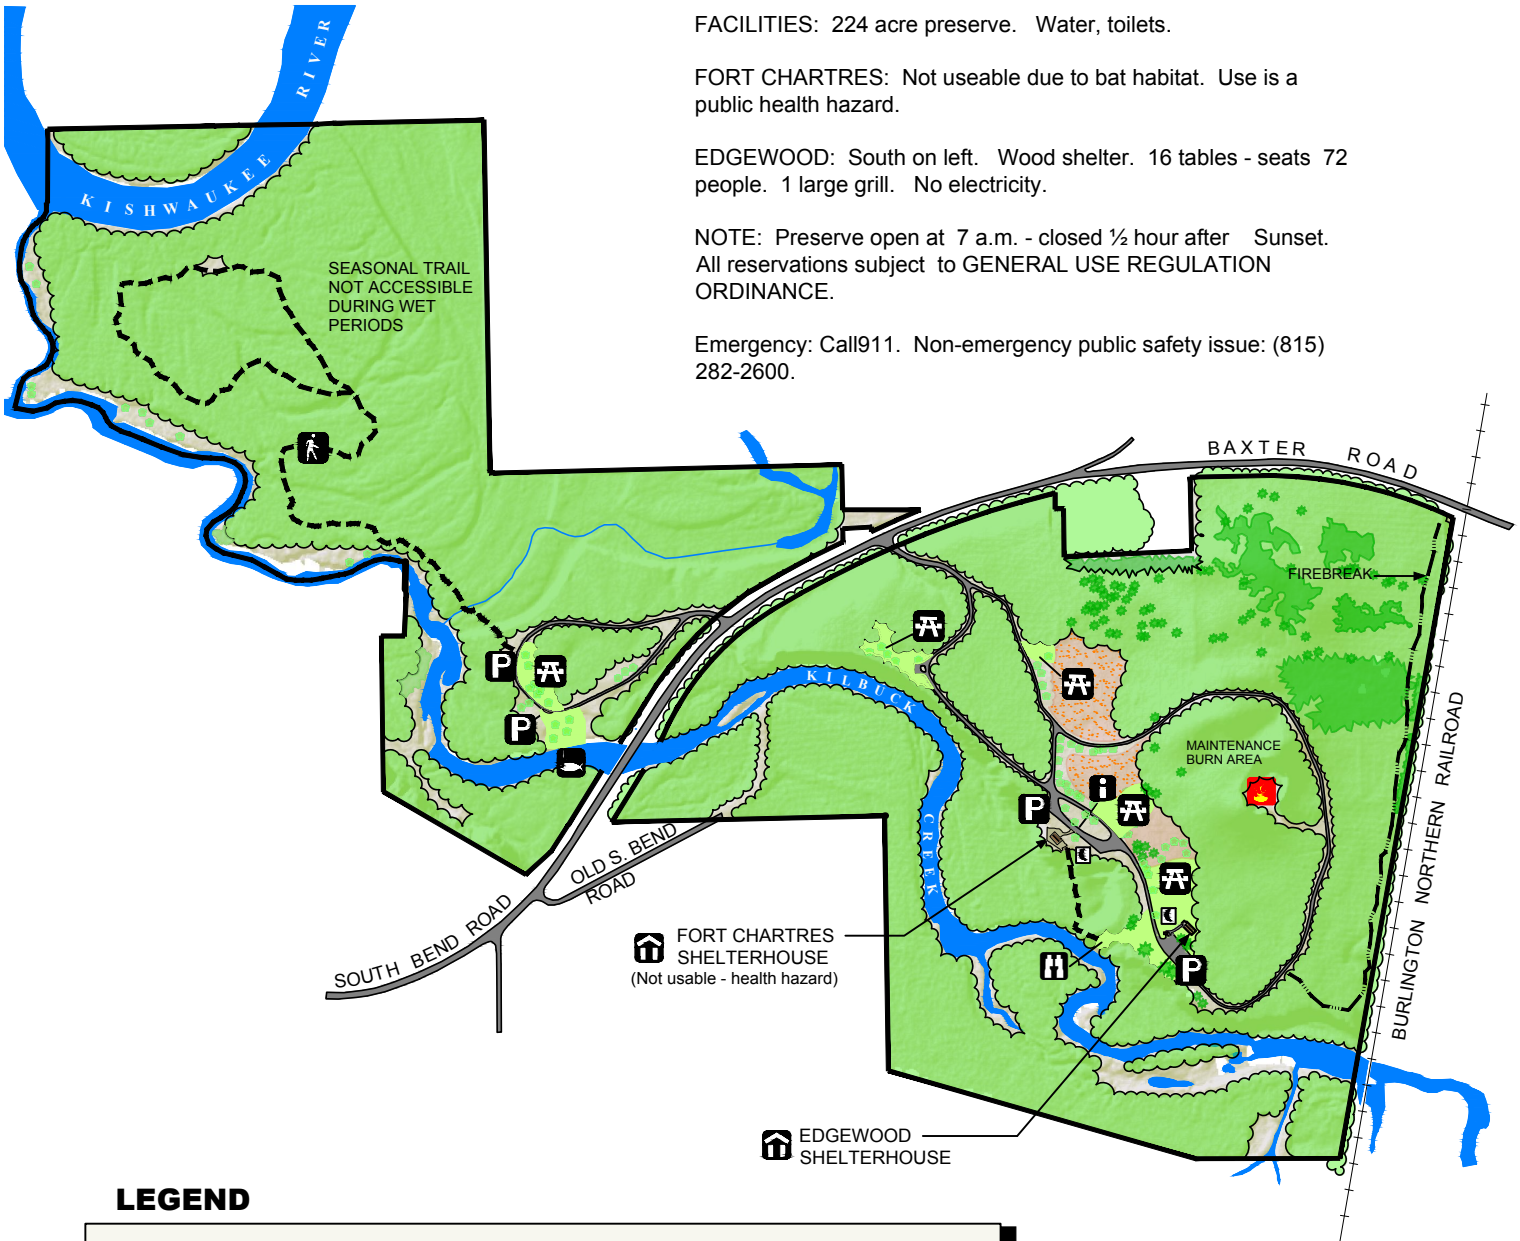 FACILITIES: 224 acre preserve. Water, toilets.
FORT CHARTRES: Not useable due to bat habitat. Use is a
public health hazard.
EDGEWOOD: South on left. Wood shelter. 16 tables - seats 72
people. 1 large grill. No electricity.
NOTE: Preserve open at 7 a.m. - closed ½ hour after Sunset.
All reservations subject to GENERAL USE REGULATION
ORDINANCE.
Emergency: Call911. Non-emergency public safety issue: (815)
282-2600.
KISHWAUKEE RIVER
SEASONAL TRAIL
NOT ACCESSIBLE
DURING WET
PERIODS
BAXTER ROAD
FIREBREAK
P
P
KILBUCK CREEK
MAINTENANCE
BURN AREA
i
P
BURLINGTON NORTHERN RAILROAD
OLD S. BEND
ROAD
SOUTH BEND ROAD
FORT CHARTRES
SHELTERHOUSE
(Not usable - health hazard)
P
EDGEWOOD
SHELTERHOUSE
LEGEND